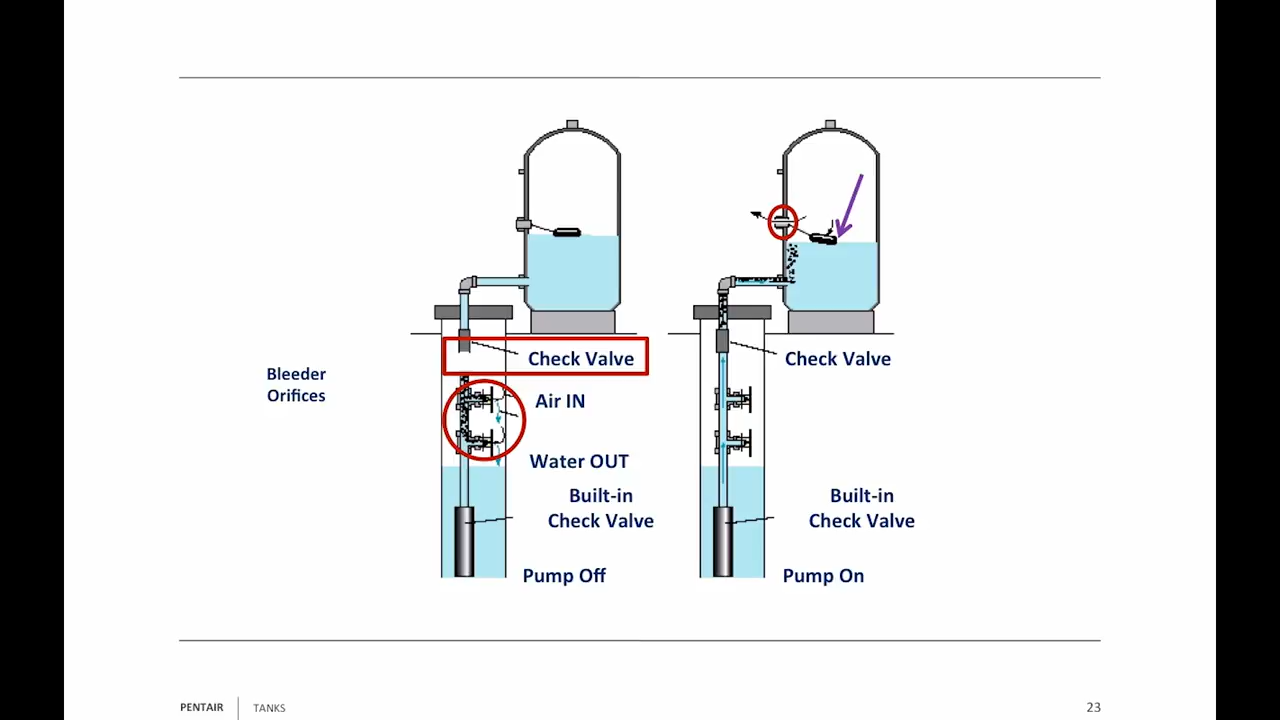 Bleeder
Orifices
Check Valve
Air IN
Water OUT
Built-in
Check Valve
Pump Off
Check Valve
Built-in
Check Valve
Pump On
PENTAIR
TANKS
23